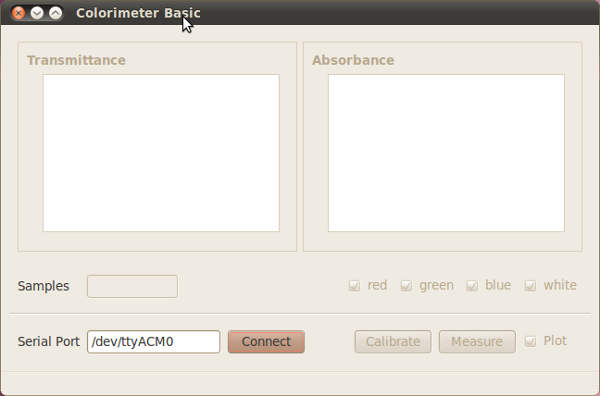 Colorimeter Basic
Transmittance Absorbance
Samples red green blue white
Serial Port /dev/ttyACM0 Connect Calibrate Measure Plot